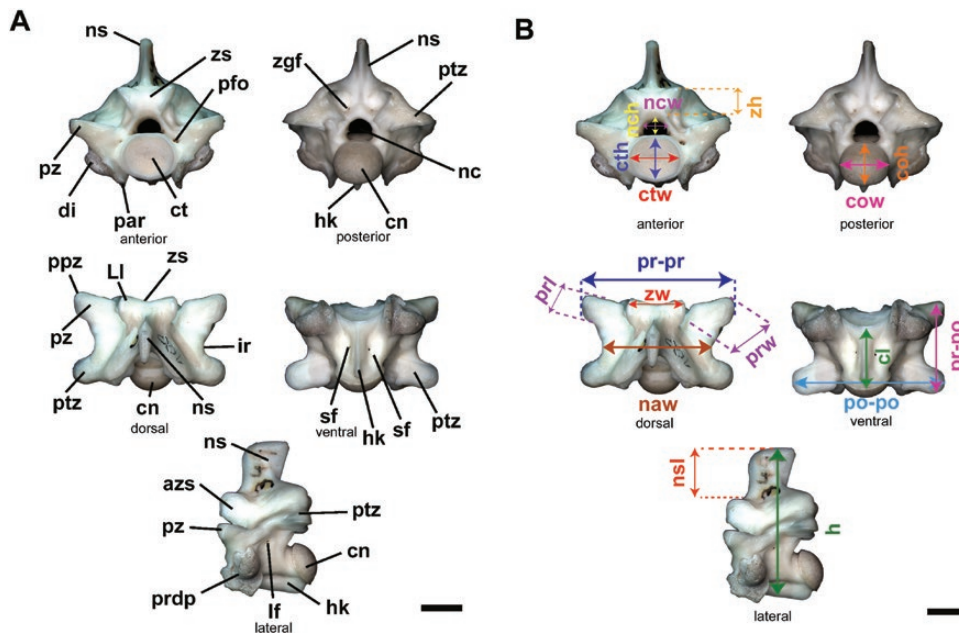 A
ns
zs
pfo
pz
di
par
ct
anterior
zgf
ns
ptz
nc
hk
cn
posterior
ppz
Ll
zs
pz
ir
ptz
cn
ns
dorsal
sf
hk
sf
ptz
ventral
ns
azs
ptz
pz
cn
prdp
lf
hk
lateral
B
ncw
nch
zh
cth
ctw
anterior
coh
cow
posterior
pr-pr
prl
zw
prw
naw
dorsal
cl
pr-po
po-po
ventral
nsl
h
lateral